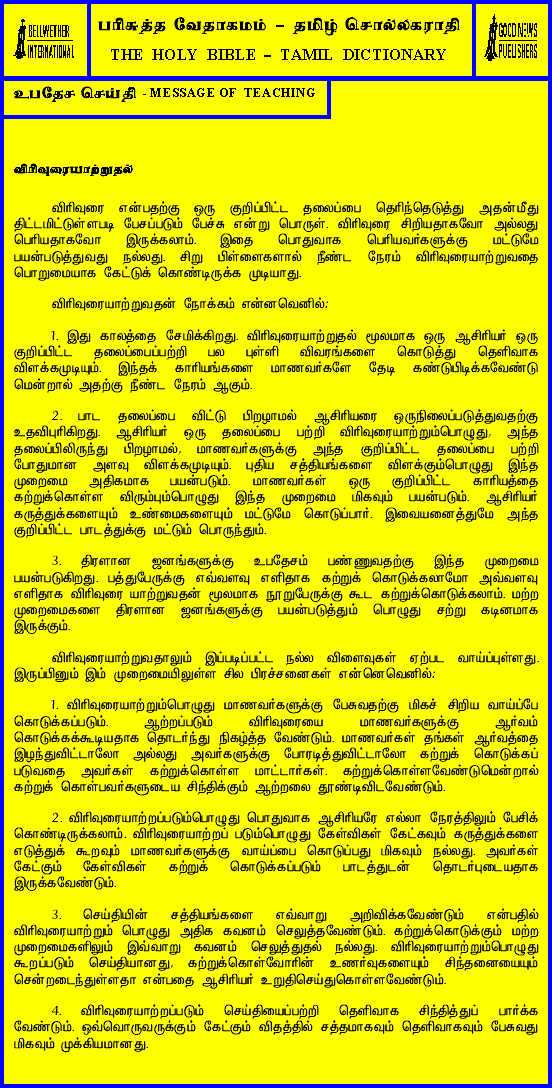 BELLWETHER
INTERNATIONAL
பரிசுத்த வேதாகமம் – தமிழ் சொல்லகராதி
THE HOLY BIBLE – TAMIL DICTIONARY
GOOD NEWS
PUBLISHERS
உபதேச செய்தி - MESSAGE OF TEACHING
விரிவுரையாற்றுதல்
விரிவுரை என்பதற்கு ஒரு குறிப்பிட்ட தலைப்பை தெரிந்தெடுத்து அதன்மீது
திட்டமிட்டுள்ளபடி பேசப்படும் பேச்சு என்று பொருள். விரிவுரை சிறியதாகவோ அல்லது
பெரியதாகவோ இருக்கலாம். இதை பொதுவாக பெரியவர்களுக்கு மட்டுமே
பயன்படுத்துவது நல்லது. சிறு பிள்ளைகளால் நீண்ட நேரம் விரிவுரையாற்றுவதை
பொறுமையாக கேட்டுக் கொண்டிருக்க முடியாது.
விரிவுரையாற்றுவதன் நோக்கம் என்னவெனில்:
1. இது காலத்தை சேமிக்கிறது. விரிவுரையாற்றுதல் மூலமாக ஒரு ஆசிரியர் ஒரு
குறிப்பிட்ட தலைப்பைப்பற்றி பல புள்ளி விவரங்களை கொடுத்து தெளிவாக
விளக்கமுடியும். இந்தக் காரியங்களை மாணவர்களே தேடி கண்டுபிடிக்கவேண்டு
மென்றால் அதற்கு நீண்ட நேரம் ஆகும்.
2. பாட தலைப்பை விட்டு பிறழாமல் ஆசிரியரை ஒருநிலைப்படுத்துவதற்கு
உதவிபுரிகிறது. ஆசிரியர் ஒரு தலைப்பை பற்றி விரிவுரையாற்றும்பொழுது, அந்த
தலைப்பிலிருந்து பிறழாமல், மாணவர்களுக்கு அந்த குறிப்பிட்ட தலைப்பை பற்றி
போதுமான அளவு விளக்கமுடியும். புதிய சத்தியங்களை விளக்கும்பொழுது இந்த
முறைமை அதிகமாக பயன்படும். மாணவர்கள் ஒரு குறிப்பிட்ட காரியத்தை
கற்றுக்கொள்ள விரும்பும்பொழுது இந்த முறைமை மிகவும் பயன்படும். ஆசிரியர்
கருத்துக்களையும் உண்மைகளையும் மட்டுமே கொடுப்பார். இவையனைத்துமே அந்த
குறிப்பிட்ட பாடத்துக்கு மட்டும் பொருந்தும்.
3. திரளான ஜனங்களுக்கு உபதேசம் பண்ணுவதற்கு இந்த முறைமை
பயன்படுகிறது. பத்துபேருக்கு எவ்வளவு எளிதாக கற்றுக் கொடுக்கலாமோ அவ்வளவு
எளிதாக விரிவுரை யாற்றுவதன் மூலமாக நூறுபேருக்கு கூட கற்றுக்கொடுக்கலாம். மற்ற
முறைமைகளை திரளான ஜனங்களுக்கு பயன்படுத்தும் பொழுது சற்று கடினமாக
இருக்கும்.
விரிவுரையாற்றுவதாலும் இப்படிப்பட்ட நல்ல விளைவுகள் ஏற்பட வாய்ப்புள்ளது.
இருப்பினும் இம் முறைமையிலுள்ள சில பிரச்சனைகள் என்னெவெனில்:
1. விரிவுரையாற்றும்பொழுது மாணவர்களுக்கு பேசுவதற்கு மிகச் சிறிய வாய்ப்பே
கொடுக்கப்படும். ஆற்றப்படும் விரிவுரையை மாணவர்களுக்கு ஆர்வம்
கொடுக்கக்கூடியதாக தொடர்ந்து நிகழ்த்த வேண்டும். மாணவர்கள் தங்கள் ஆர்வத்தை
இழந்துவிட்டாலோ அல்லது அவர்களுக்கு போரடித்துவிட்டாலோ கற்றுக் கொடுக்கப்
படுவதை அவர்கள் கற்றுக்கொள்ள மாட்டார்கள். கற்றுக்கொள்ளவேண்டுமென்றால்
கற்றுக் கொள்பவர்களுடைய சிந்திக்கும் ஆற்றலை தூண்டிவிடவேண்டும்.
2. விரிவுரையாற்றப்படும்பொழுது பொதுவாக ஆசிரியரே எல்லா நேரத்திலும் பேசிக்
கொண்டிருக்கலாம். விரிவுரையாற்றப் படும்பொழுது கேள்விகள் கேட்கவும் கருத்துக்களை
எடுத்துக் கூறவும் மாணவர்களுக்கு வாய்ப்பை கொடுப்பது மிகவும் நல்லது. அவர்கள்
கேட்கும் கேள்விகள் கற்றுக் கொடுக்கப்படும் பாடத்துடன் தொடர்புடையதாக
இருக்கவேண்டும்.
3. செய்தியின் சத்தியங்களை எவ்வாறு அறிவிக்கவேண்டும் என்பதில்
விரிவுரையாற்றும் பொழுது அதிக கவனம் செலுத்தவேண்டும். கற்றுக்கொடுக்கும் மற்ற
முறைமைகளிலும் இவ்வாறு கவனம் செலுத்துதல் நல்லது. விரிவுரையாற்றும்பொழுது
கூறப்படும் செய்தியானது, கற்றுக்கொள்வோரின் உணர்வுகளையும் சிந்தனையையும்
சென்றடைந்துள்ளதா என்பதை ஆசிரியர் உறுதிசெய்துகொள்ளவேண்டும்.
4. விரிவுரையாற்றப்படும் செய்தியைப்பற்றி தெளிவாக சிந்தித்துப் பார்க்க
வேண்டும். ஒவ்வொருவருக்கும் கேட்கும் விதத்தில் சத்தமாகவும் தெளிவாகவும் பேசுவது
மிகவும் முக்கியமானது.